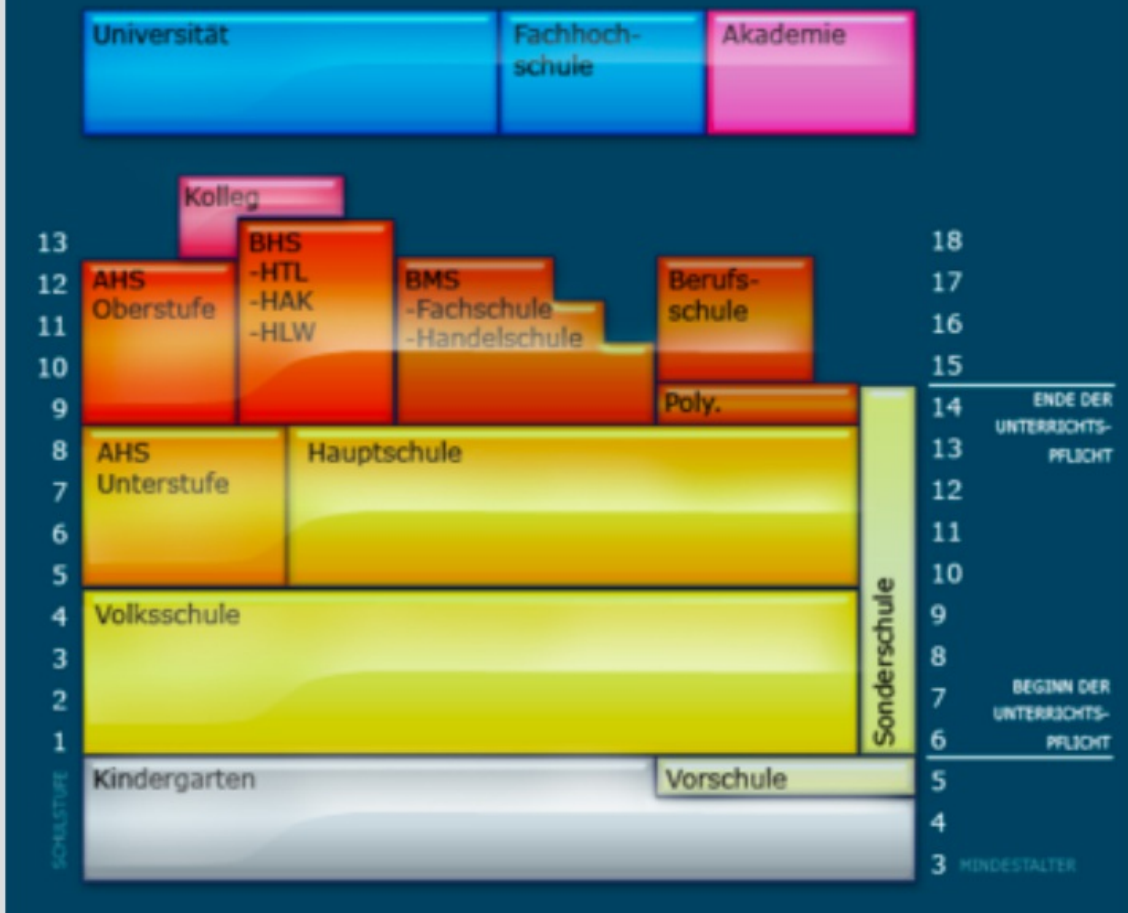 Universität
Fachhoch-
schule
Akademie
Kolleg
13
12
11
10
9
8
7
6
5
4
3
2
1
SCHULSTUFE
AHS
Oberstufe
BHS
-HTL
-HAK
-HLW
BMS
-Fachschule
-Handelschule
Berufs-
schule
Poly.
AHS
Unterstufe
Hauptschule
Volksschule
Sonderschule
Kindergarten
Vorschule
18
17
16
15
14
13
12
11
10
9
8
7
6
5
4
3 MINDESTALTER
ENDE DER
UNTERRICHTS-
PFLICHT
BEGINN DER
UNTERRICHTS-
PFLICHT